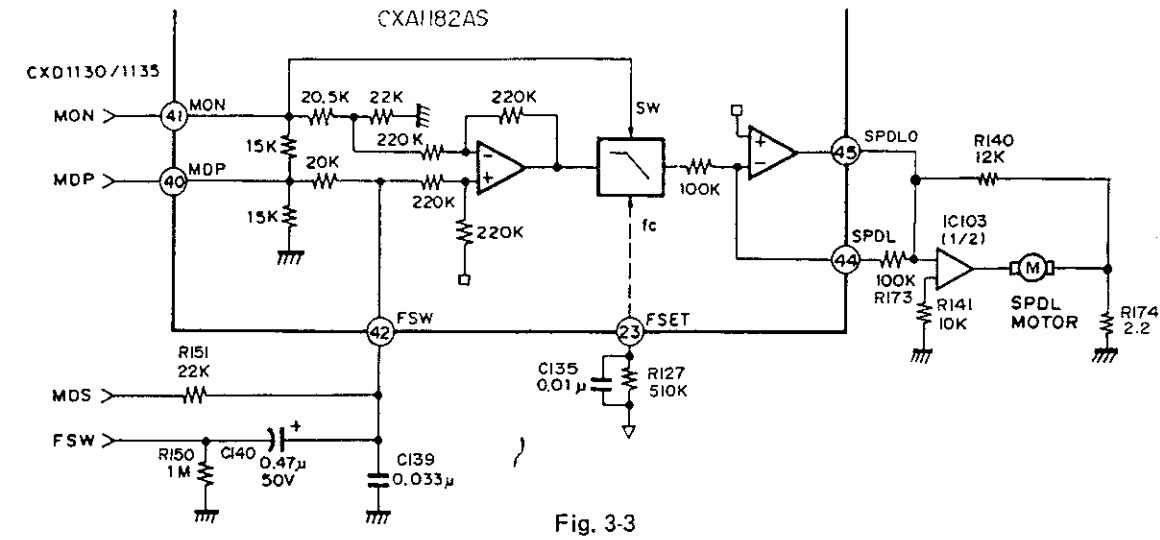 CXA1182AS
CXD1130/1135
MON
41
MON
20.5K
22K
220K
SW
15K
220K
MDP
40
MDP
20K
15K
220K
220K
fc
100K
45
SPDLO
R140
12K
44
SPDL
100K
R173
IC103
(1/2)
M
SPDL
MOTOR
R141
10K
R174
2.2
42
FSW
23
FSET
R151
22K
C135
0.01μ
R127
510K
MDS
FSW
R150
1M
C140
0.47μ
50V
+
C139
0.033μ
Fig. 3-3